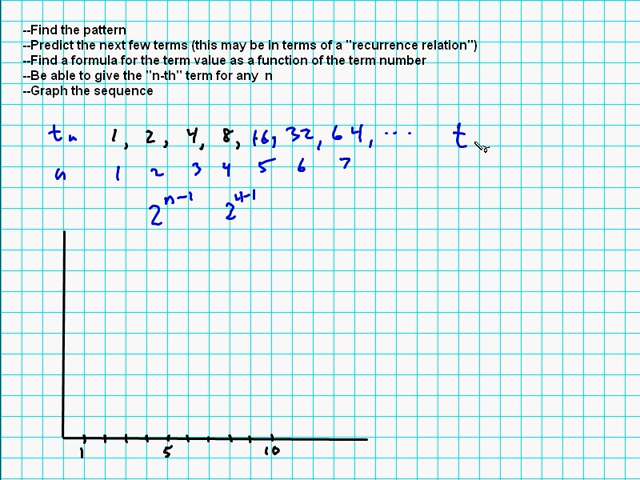 --Find the pattern
--Predict the next few terms (this may be in terms of a "recurrence relation")
--Find a formula for the term value as a function of the term number
--Be able to give the "n-th" term for any n
--Graph the sequence
tn 1, 2, 4, 8, 16, 32, 64, ... t
n 1 2 3 4 5 6 7
2^n-1 2^4-1
1 5 10